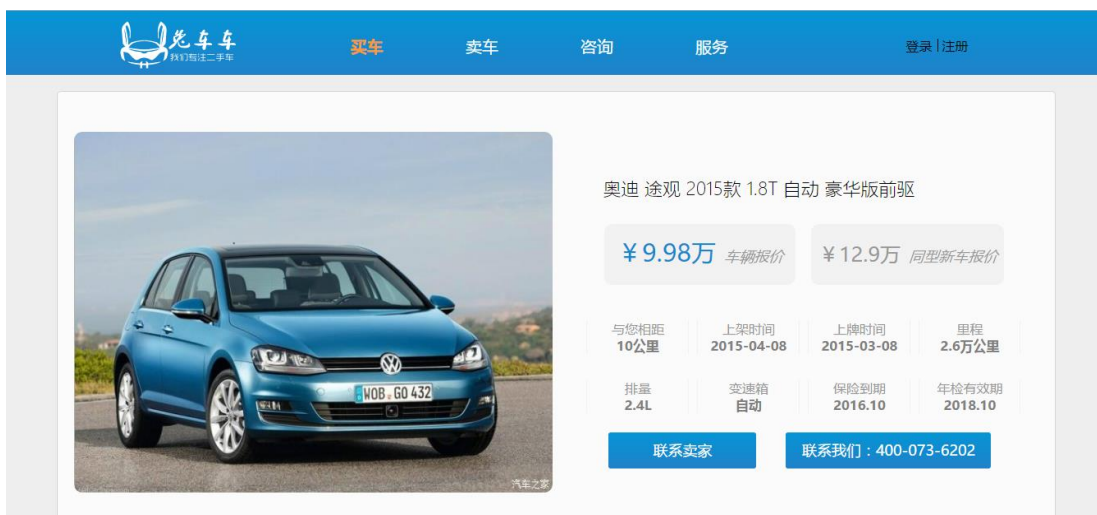 兔车车
我们专注二手车
买车
卖车
咨询
服务
登录 | 注册
奥迪 途观 2015款 1.8T 自动 豪华版前驱
￥9.98万 车辆报价
￥12.9万 同型新车报价
与您相距
10公里
上架时间
2015-04-08
上牌时间
2015-03-08
里程
2.6万公里
排量
2.4L
变速箱
自动
保险到期
2016.10
年检有效期
2018.10
WOB GO 432
汽车之家
联系卖家
联系我们：400-073-6202